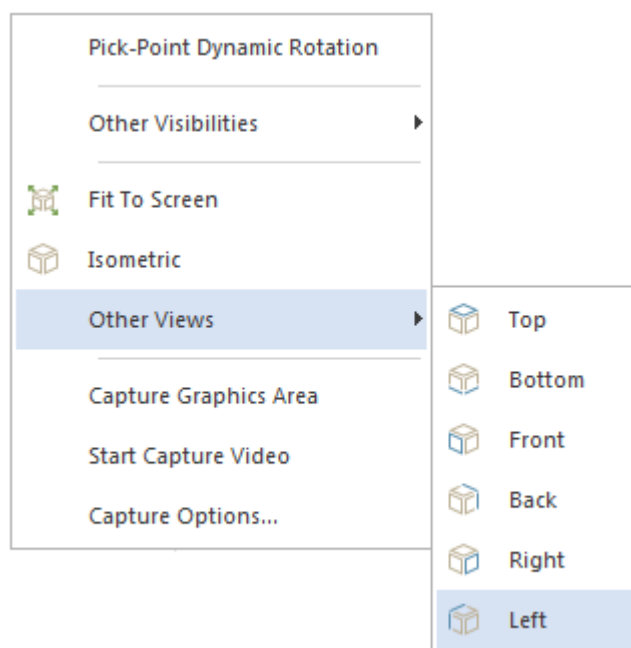 Pick-Point Dynamic Rotation
Other Visibilities
Fit To Screen
Isometric
Other Views
Capture Graphics Area
Start Capture Video
Capture Options...
Top
Bottom
Front
Back
Right
Left